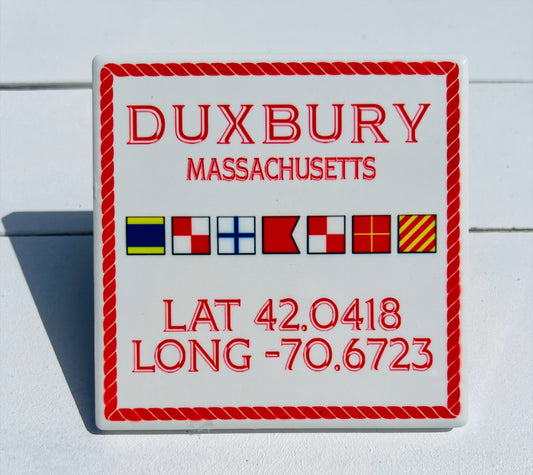 DUXBURY
MASSACHUSETTS
LAT 42.0418
LONG -70.6723